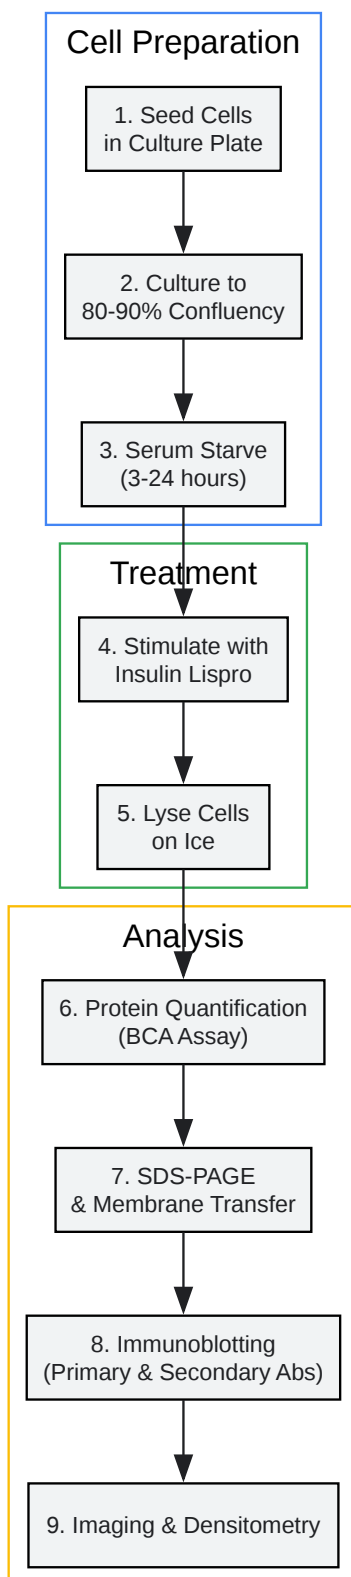 Cell Preparation
1. Seed Cells
in Culture Plate
2. Culture to
80-90% Confluency
3. Serum Starve
(3-24 hours)
Treatment
4. Stimulate with
Insulin Lispro
5. Lyse Cells
on Ice
Analysis
6. Protein Quantification
(BCA Assay)
7. SDS-PAGE
& Membrane Transfer
8. Immunoblotting
(Primary & Secondary Abs)
9. Imaging & Densitometry